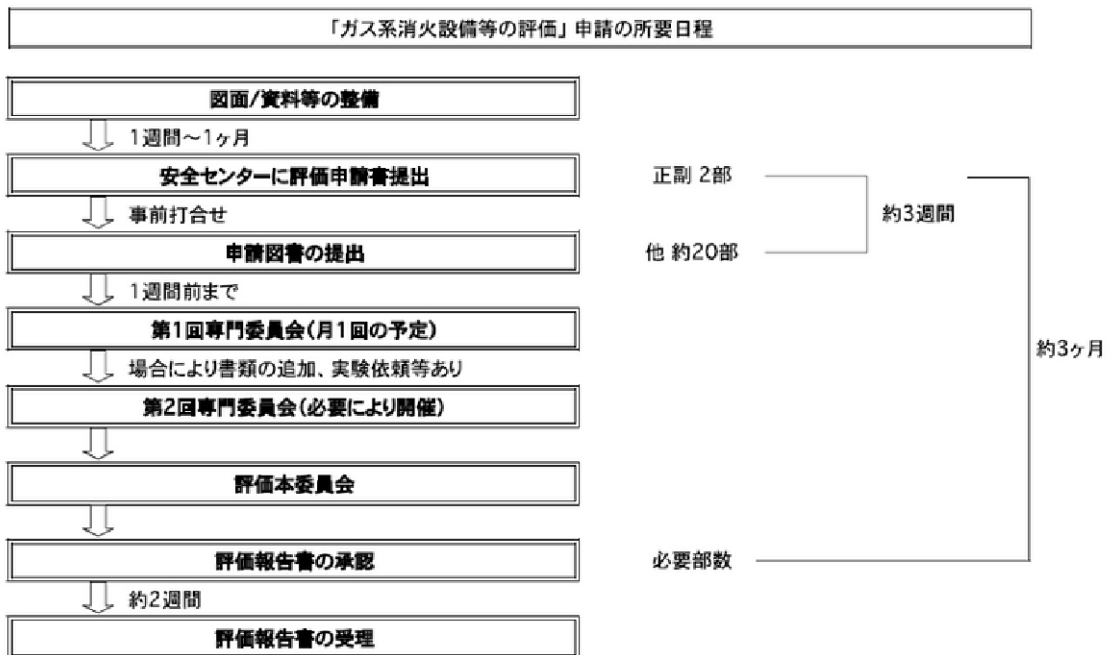 「ガス系消火設備等の評価」申請の所要日程
図面/資料等の整備
1週間～1ヶ月
安全センターに評価申請書提出
正副 2部
事前打合せ
約3週間
申請図書の提出
他 約20部
1週間前まで
第1回専門委員会(月1回の予定)
約3ヶ月
場合により書類の追加、実験依頼等あり
第2回専門委員会(必要により開催)
評価本委員会
評価報告書の承認
必要部数
約2週間
評価報告書の受理